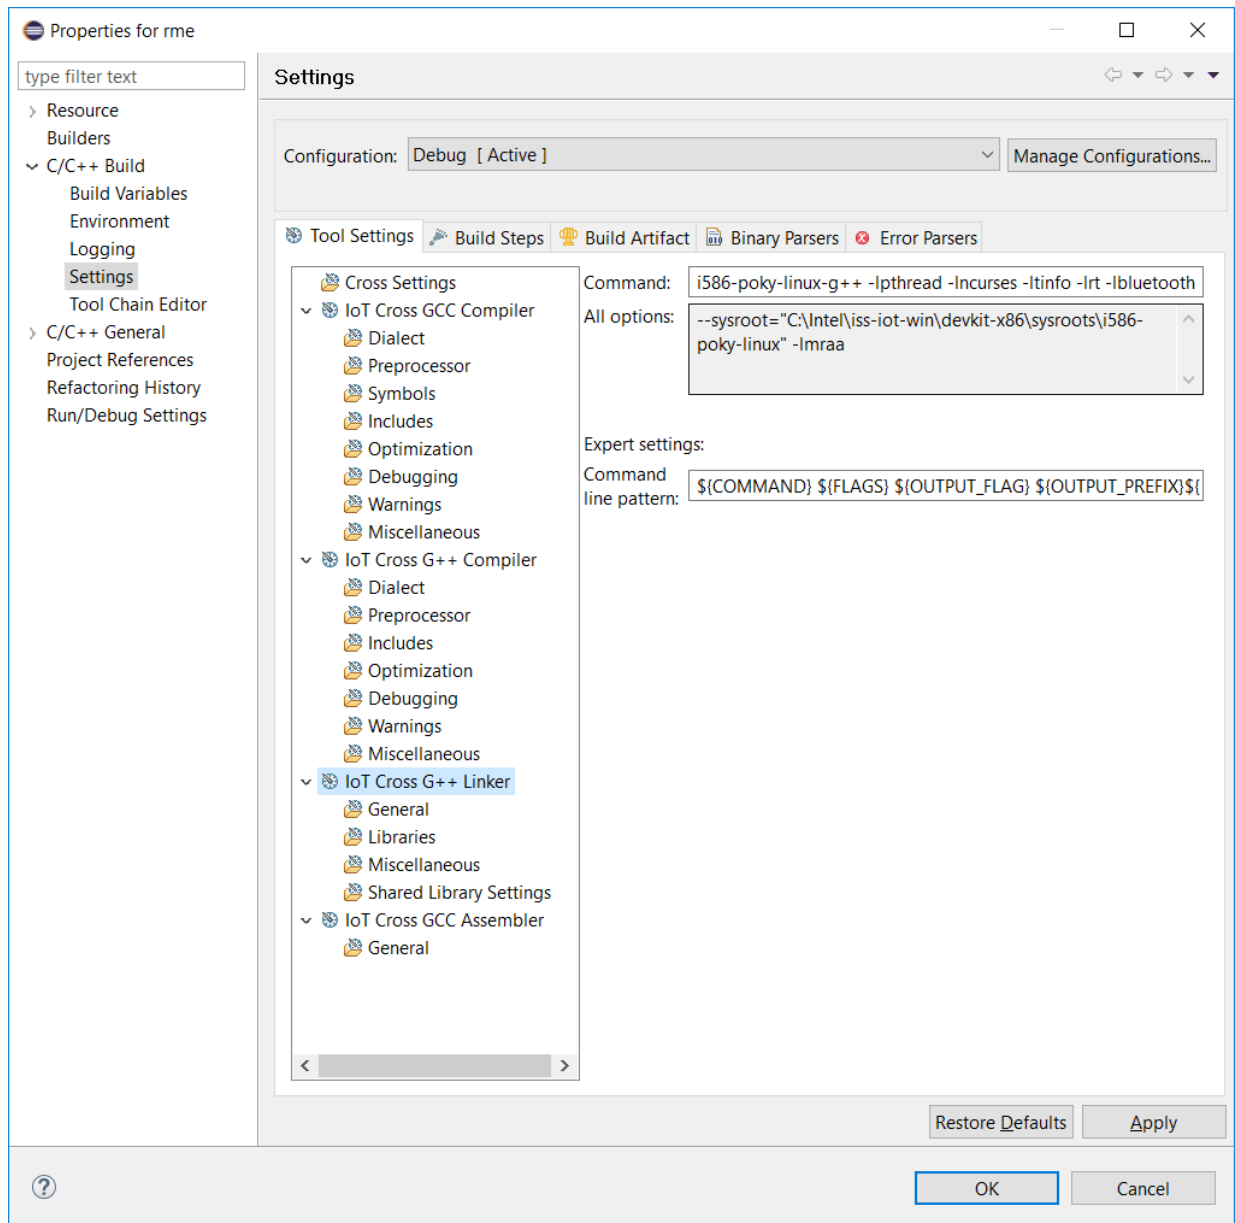 Properties for rme
type filter text
Resource
Builders
C/C++ Build
Build Variables
Environment
Logging
Settings
Tool Chain Editor
C/C++ General
Project References
Refactoring History
Run/Debug Settings
Settings
Configuration: Debug [ Active ] Manage Configurations...
Tool Settings Build Steps Build Artifact Binary Parsers Error Parsers
Cross Settings
IoT Cross GCC Compiler
Dialect
Preprocessor
Symbols
Includes
Optimization
Debugging
Warnings
Miscellaneous
IoT Cross G++ Compiler
Dialect
Preprocessor
Includes
Optimization
Debugging
Warnings
Miscellaneous
IoT Cross G++ Linker
General
Libraries
Miscellaneous
Shared Library Settings
IoT Cross GCC Assembler
General
Command: i586-poky-linux-g++ -lpthread -lncurses -ltinfo -lrt -lbluetooth
All options: --sysroot="C:\Intel\iss-iot-win\devkit-x86\sysroots\i586-
poky-linux" -lmraa
Expert settings:
Command
line pattern: ${COMMAND} ${FLAGS} ${OUTPUT_FLAG} ${OUTPUT_PREFIX}${
Restore Defaults Apply
OK Cancel